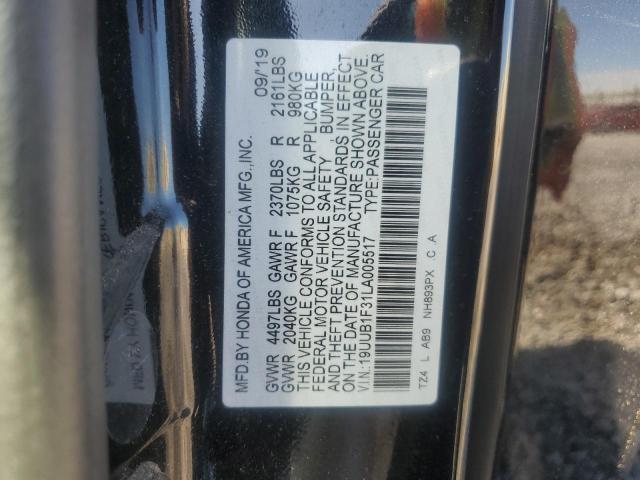 MFD.BY HONDA OF AMERICA MFG.,INC. 09/19
GVWR 4497LBS GAWR F 2370LBS R 2161LBS
GVWR 2040KG GAWR F 1075KG R 980KG
THIS VEHICLE CONFORMS TO ALL APPLICABLE
FEDERAL MOTOR VEHICLE SAFETY, BUMPER,
AND THEFT PREVENTION STANDARDS IN EFFECT
ON THE DATE OF MANUFACTURE SHOWN ABOVE.
V.I.N.:19UUB1F31LA005517 TYPE:PASSENGER CAR
TZ4 L AB9 NH893PX C A